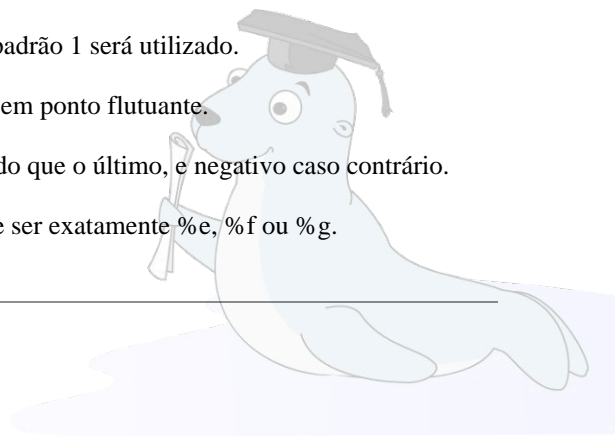 padrão 1 será utilizado.
em ponto flutuante.
do que o último, e negativo caso contrário.
ser exatamente %e, %f ou %g.